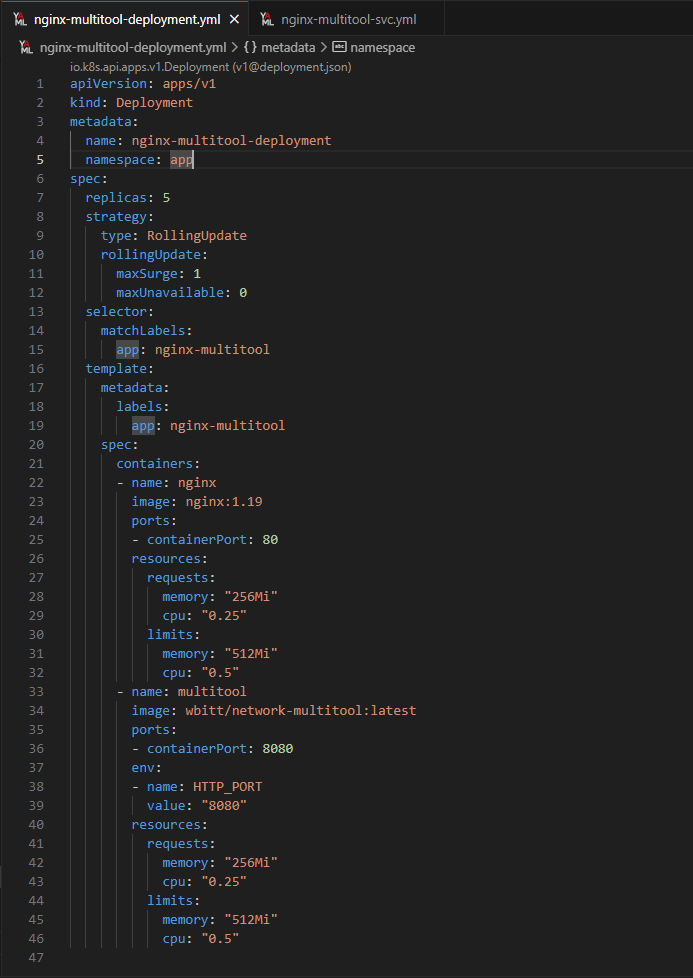 YAML nginx-multitool-deployment.yml × YAML nginx-multitool-svc.yml
YAML nginx-multitool-deployment.yml > { } metadata > abc namespace
io.k8s.api.apps.v1.Deployment (v1@deployment.json)
1 apiVersion: apps/v1
2 kind: Deployment
3 metadata:
4   name: nginx-multitool-deployment
5   namespace: app
6 spec:
7   replicas: 5
8   strategy:
9     type: RollingUpdate
10     rollingUpdate:
11       maxSurge: 1
12       maxUnavailable: 0
13   selector:
14     matchLabels:
15       app: nginx-multitool
16   template:
17     metadata:
18       labels:
19         app: nginx-multitool
20     spec:
21       containers:
22       - name: nginx
23         image: nginx:1.19
24         ports:
25         - containerPort: 80
26         resources:
27           requests:
28             memory: "256Mi"
29             cpu: "0.25"
30           limits:
31             memory: "512Mi"
32             cpu: "0.5"
33       - name: multitool
34         image: wbitt/network-multitool:latest
35         ports:
36         - containerPort: 8080
37         env:
38         - name: HTTP_PORT
39           value: "8080"
40         resources:
41           requests:
42             memory: "256Mi"
43             cpu: "0.25"
44           limits:
45             memory: "512Mi"
46             cpu: "0.5"
47